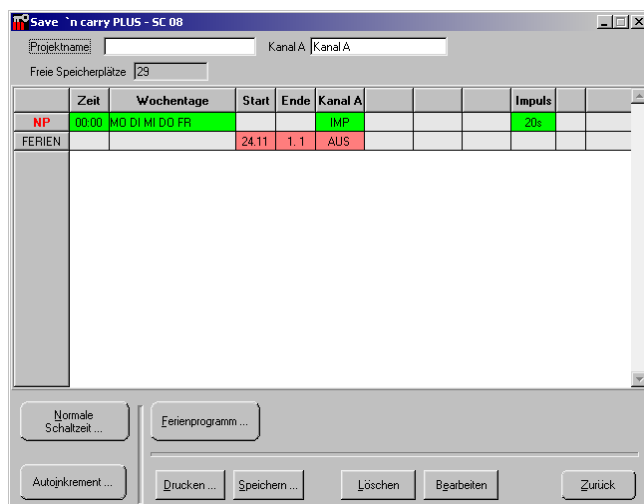 Save `n carry PLUS - SC 08
Projektname Kanal A Kanal A
Freie Speicherplätze 29
Zeit Wochentage Start Ende Kanal A Impuls
NP 00:00 MO DI MI DO FR IMP 20s
FERIEN 24.11 1. 1 AUS
Normale
Schaltzeit ...
Ferienprogramm ...
Autoinkrement ... Drucken ... Speichern ... Löschen Bearbeiten Zurück